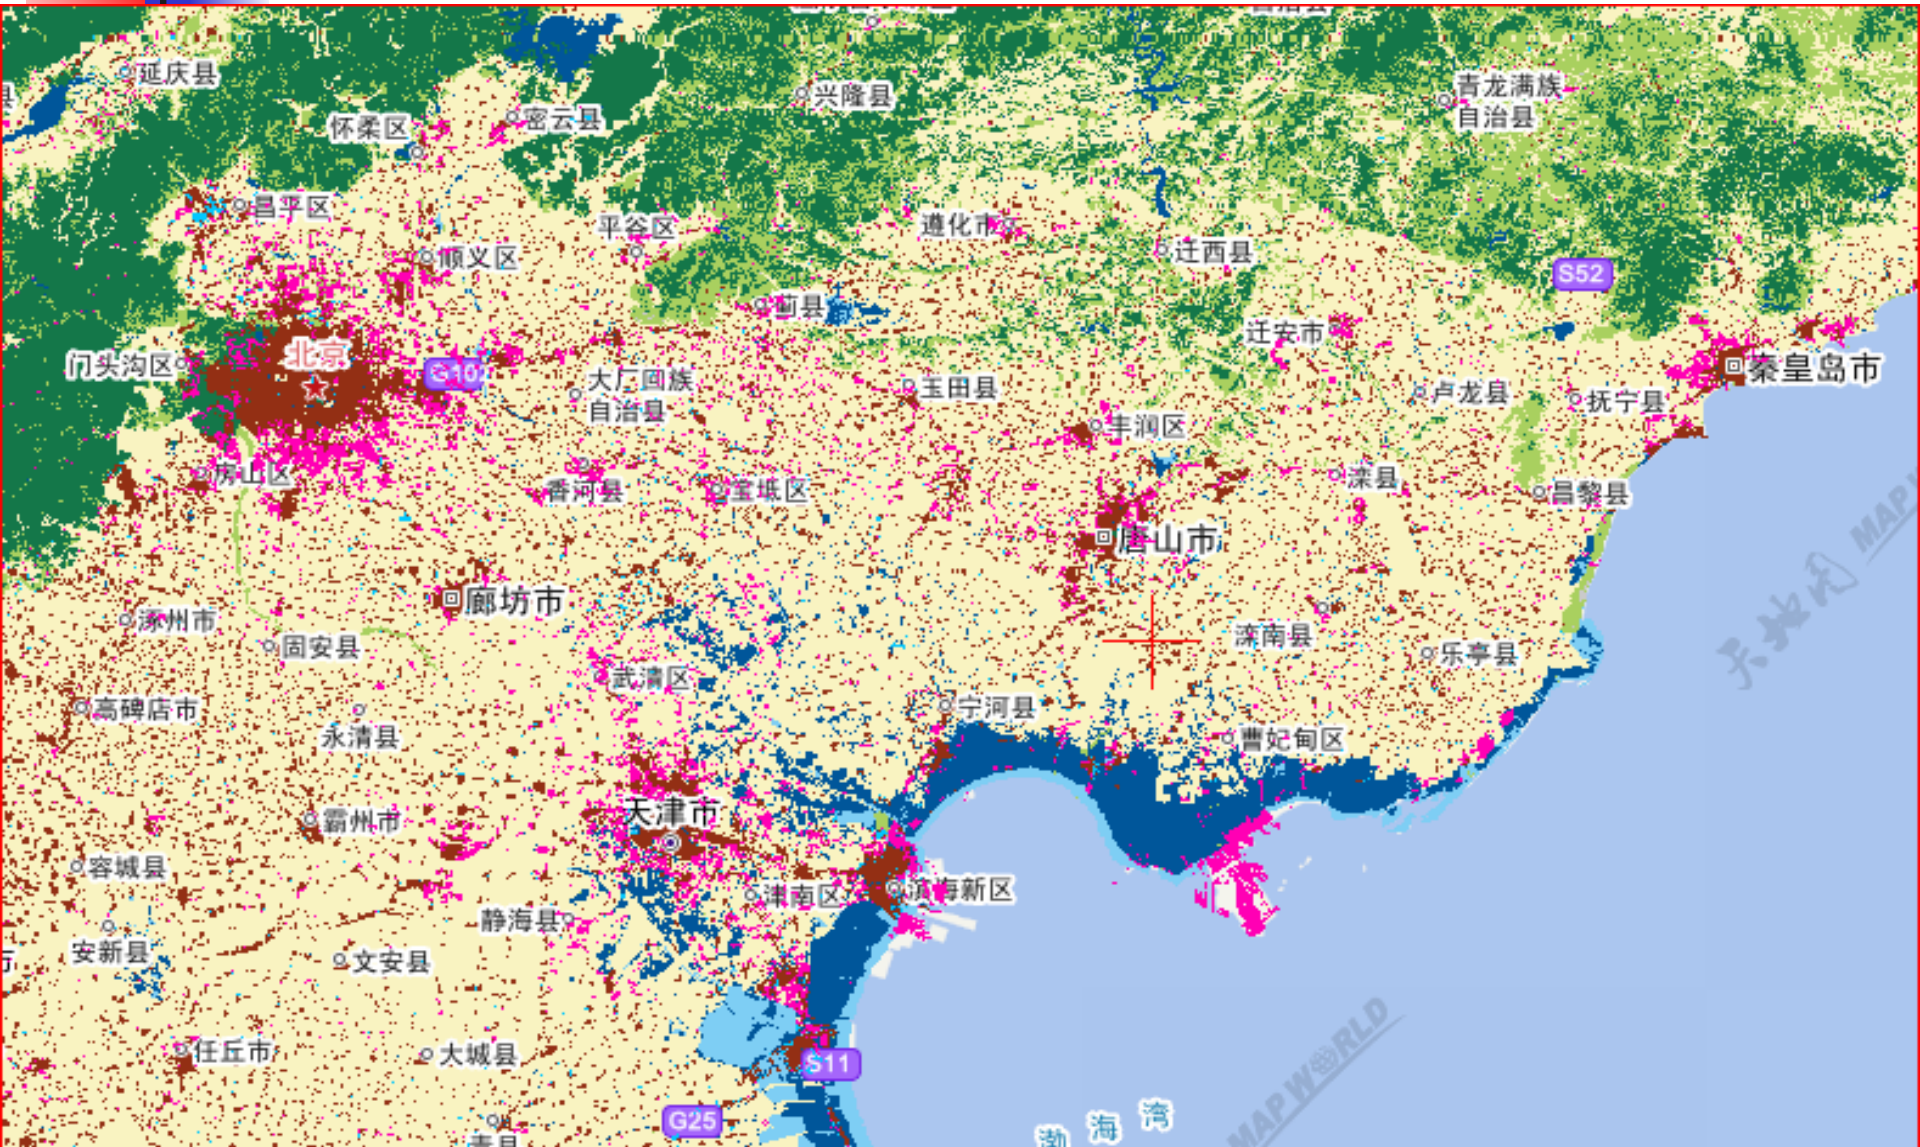 延庆县
青龙满族
自治县
兴隆县
怀柔区
密云县
昌平区
平谷区
遵化市
顺义区
迁西县
S52
蓟县
迁安市
北京
门头沟区
G102
大厂回族
自治县
玉田县
秦皇岛市
卢龙县
抚宁县
丰润区
房山区
香河县
宝坻区
滦县
昌黎县
唐山市
廊坊市
涿州市
固安县
滦南县
乐亭县
武清区
高碑店市
宁河县
永清县
曹妃甸区
天津市
霸州市
容城县
津南区
滨海新区
静海县
安新县
文安县
任丘市
大城县
S11
G25
渤海湾
青县
天地图
MAP WORLD